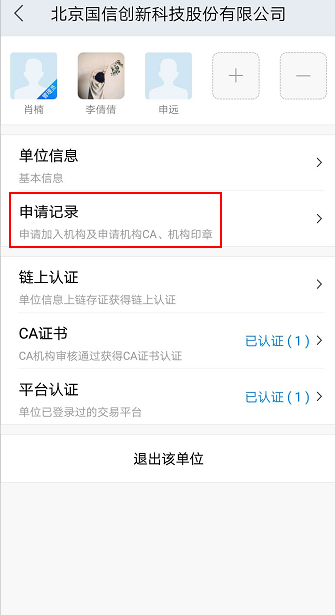 北京国信创新科技股份有限公司
管理员
肖楠
李倩倩
申远
单位信息
基本信息
申请记录
申请加入机构及申请机构CA、机构印章
链上认证
单位信息上链存证获得链上认证
CA证书
已认证 ( 1 )
CA机构审核通过获得CA证书认证
平台认证
已认证 ( 1 )
单位已登录过的交易平台
退出该单位